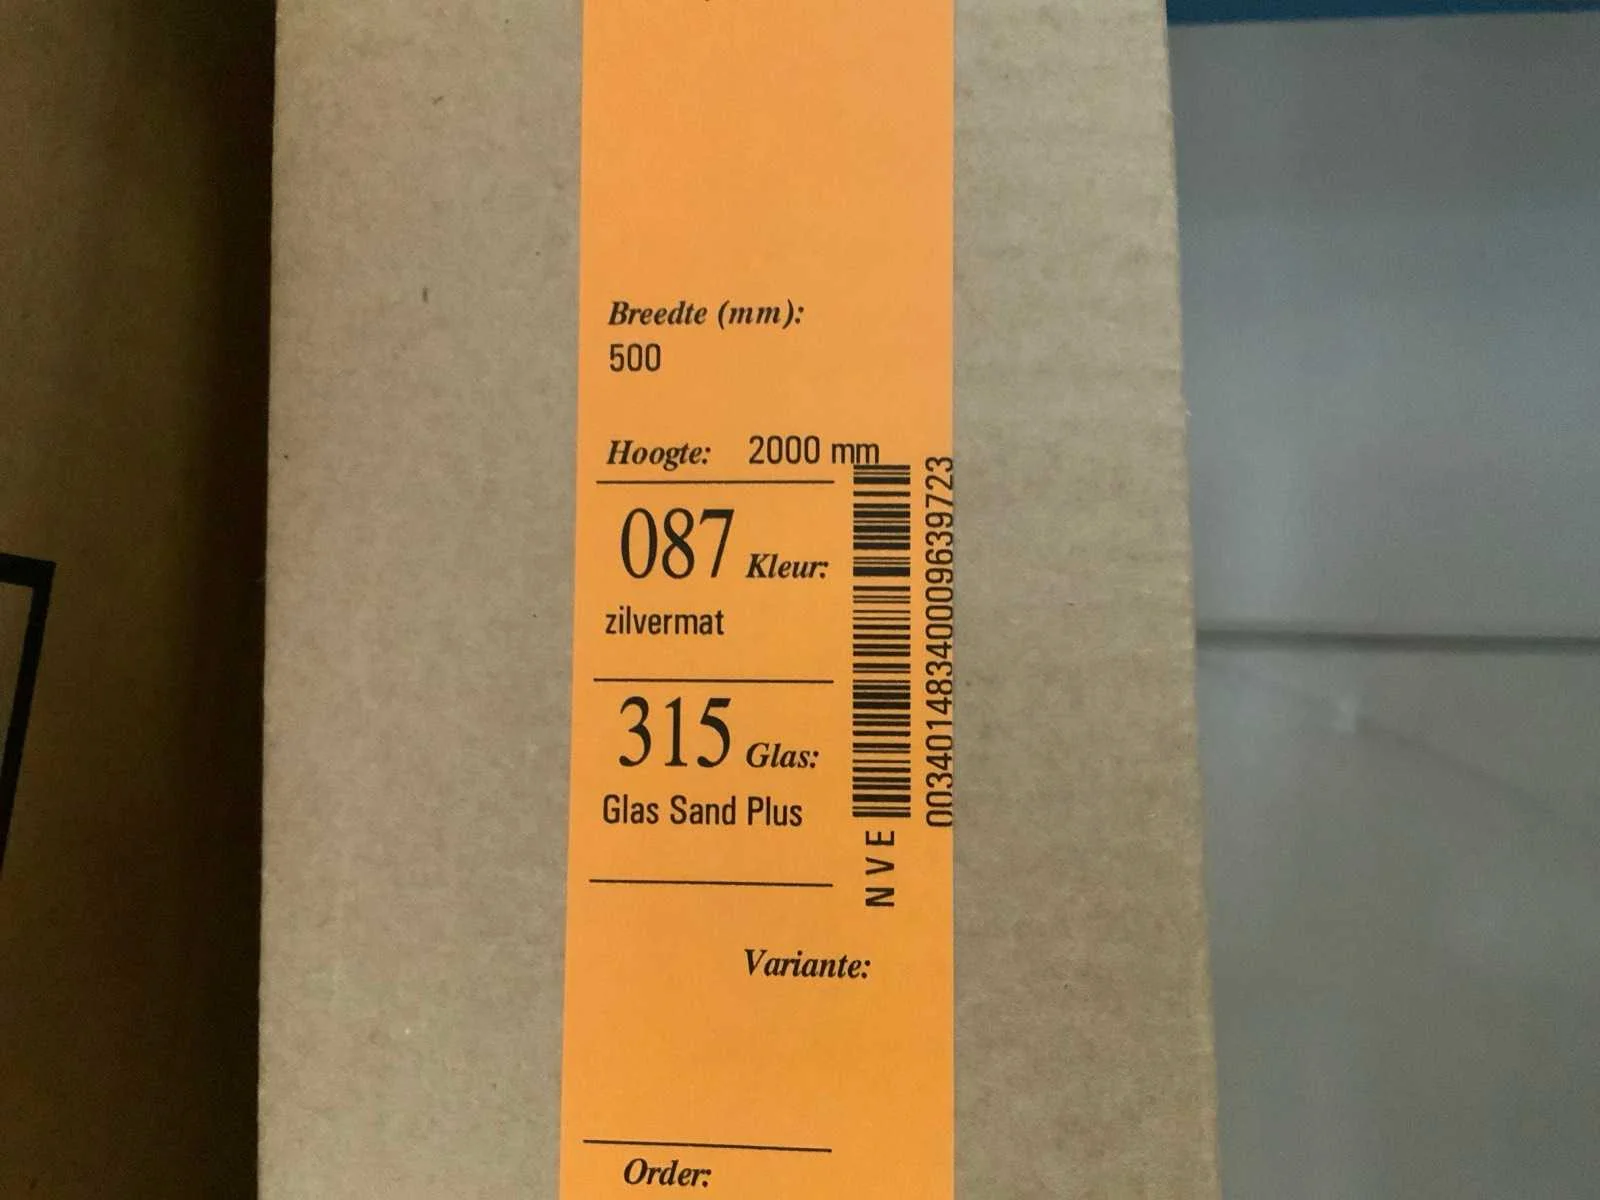 Breedte (mm):
500
Hoogte: 2000 mm
087 Kleur:
zilvermat
315 Glas:
Glas Sand Plus
NVE
00340148340009639723
Variante:
Order: